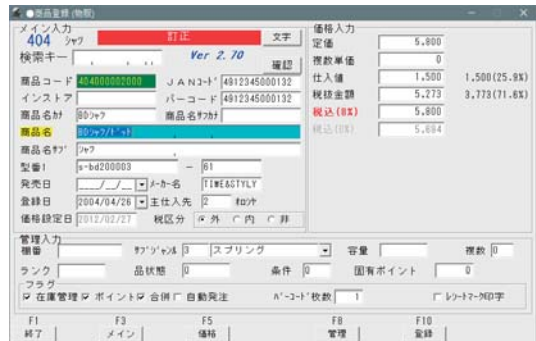 ●商品登録 (物販)
メイン入力
404 シャツ 訂正 文字
検索キー Ver 2.70 確認
商品コード 404000002000 JANコード 4912345000132
インストア バーコード 4912345000132
商品名カナ BDシャツ 商品名サブカナ
商品名 BDシャツ/ドット
商品名サブ シャツ
型番1 s-bd200003 - 61
発売日 __/__/__ メーカー名 TIME&STYLY
登録日 2004/04/26 主仕入先 2
価格設定日 2012/02/27 税区分 外 内 非
価格入力
定価 5,800
複数単価 0
仕入値 1,500 1,500(25.9%)
税抜金額 5,273 3,773(71.6%)
税込(8%) 5,800
税込(8%) 5,694
管理入力
棚番 サブジャンル 3 スプリング 容量 複数 0
ランク 品状態 0 条件 0 固有ポイント 0
フラグ
在庫管理 ポイント 合併 自動発注 バーコード枚数 1 レシートマーク印字
F1 F3 F5 F8 F10
終了 メイン 価格 管理 登録